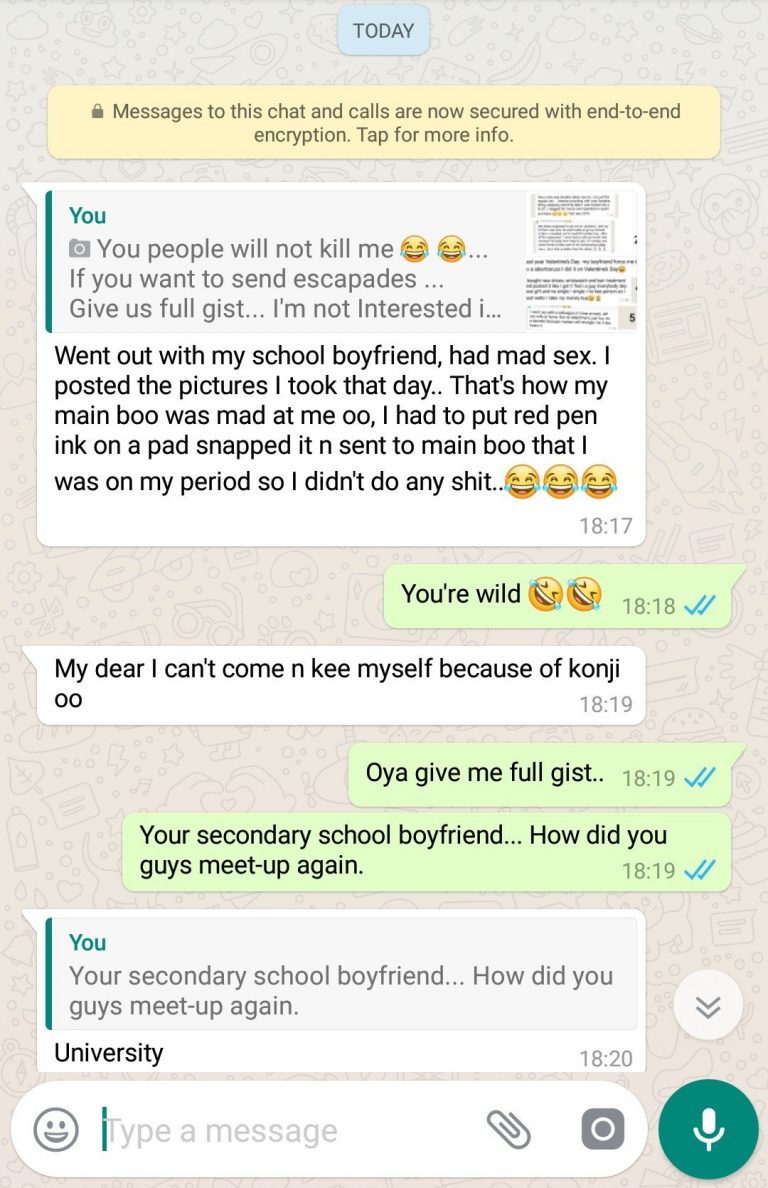 TODAY
Messages to this chat and calls are now secured with end-to-end
encryption. Tap for more info.
You
You people will not kill me 😂 😂...
If you want to send escapades ...
Give us full gist... I'm not Interested i...
5
Went out with my school boyfriend, had mad sex. I
posted the pictures I took that day.. That's how my
main boo was mad at me oo, I had to put red pen
ink on a pad snapped it n sent to main boo that I
was on my period so I didn't do any shit..😂😂😂
18:17
You're wild 🤣🤣 18:18
My dear I can't come n kee myself because of konji
oo 18:19
Oya give me full gist.. 18:19
Your secondary school boyfriend... How did you
guys meet-up again. 18:19
You
Your secondary school boyfriend... How did you
guys meet-up again.
University 18:20
Type a message